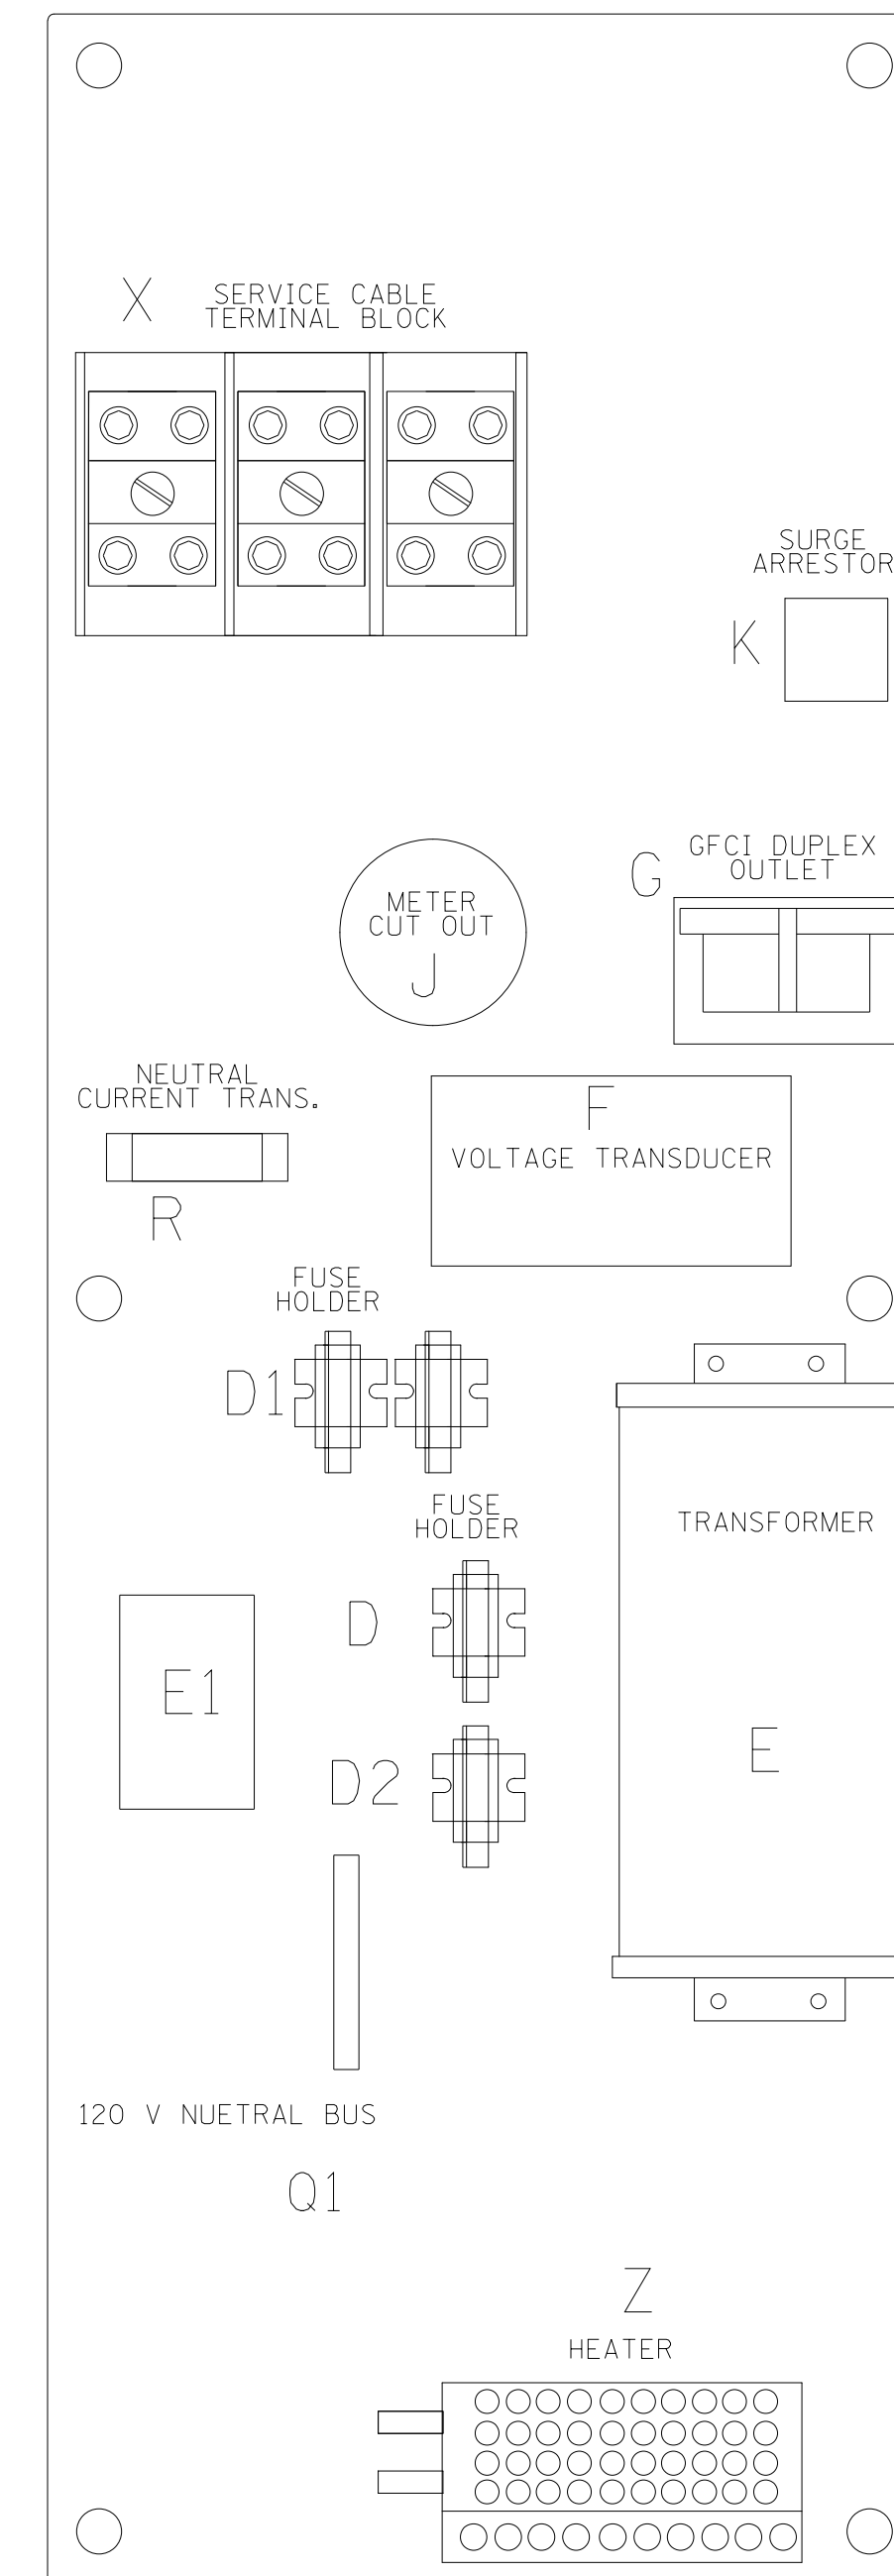 X
SERVICE CABLE
TERMINAL BLOCK
SURGE
ARRESTOR
K
GFCI DUPLEX
OUTLET
G
METER
CUT OUT
J
NEUTRAL
CURRENT TRANS.
R
F
VOLTAGE TRANSDUCER
FUSE
HOLDER
D1
FUSE
HOLDER
TRANSFORMER
D
E1
E
D2
120 V NUETRAL BUS
Q1
Z
HEATER